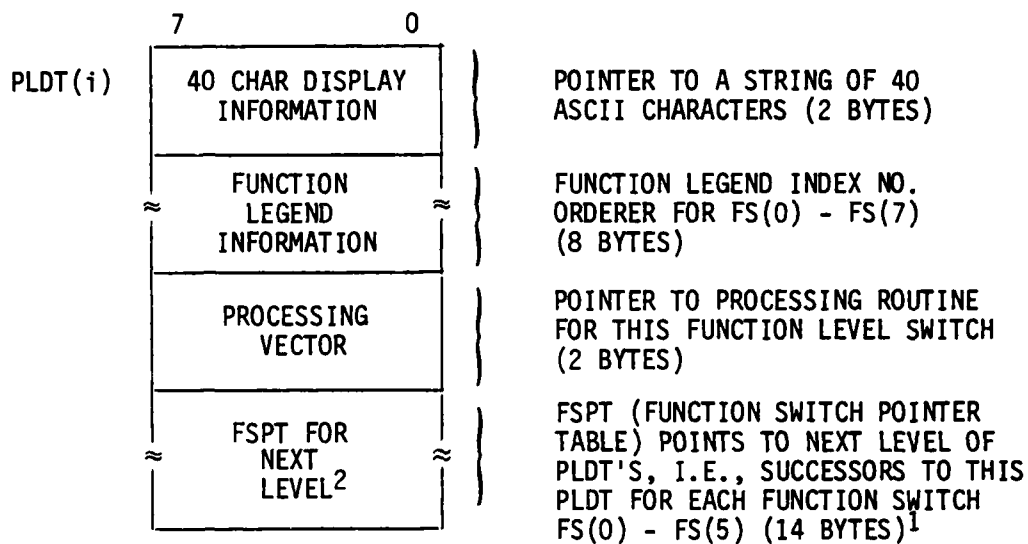 7 0
PLDT(i)
40 CHAR DISPLAY
INFORMATION
POINTER TO A STRING OF 40
ASCII CHARACTERS (2 BYTES)
≈ FUNCTION ≈
LEGEND
INFORMATION
FUNCTION LEGEND INDEX NO.
ORDERER FOR FS(0) - FS(7)
(8 BYTES)
PROCESSING
VECTOR
POINTER TO PROCESSING ROUTINE
FOR THIS FUNCTION LEVEL SWITCH
(2 BYTES)
≈ FSPT FOR ≈
NEXT
LEVEL2
FSPT (FUNCTION SWITCH POINTER
TABLE) POINTS TO NEXT LEVEL OF
PLDT'S, I.E., SUCCESSORS TO THIS
PLDT FOR EACH FUNCTION SWITCH
FS(0) - FS(5) (14 BYTES)1